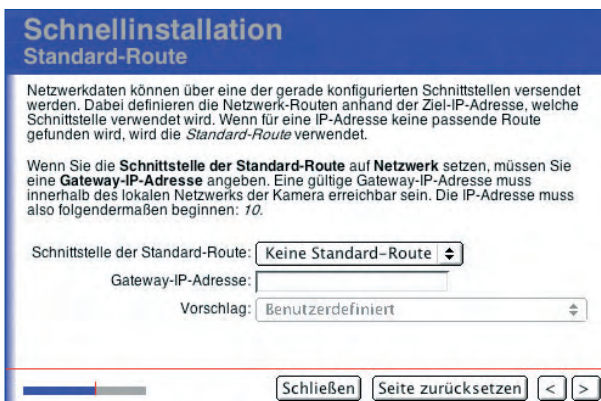 Schnellinstallation
Standard-Route
Netzwerkdaten können über eine der gerade konfigurierten Schnittstellen versendet
werden. Dabei definieren die Netzwerk-Routen anhand der Ziel-IP-Adresse, welche
Schnittstelle verwendet wird. Wenn für eine IP-Adresse keine passende Route
gefunden wird, wird die Standard-Route verwendet.
Wenn Sie die Schnittstelle der Standard-Route auf Netzwerk setzen, müssen Sie
eine Gateway-IP-Adresse angeben. Eine gültige Gateway-IP-Adresse muss
innerhalb des lokalen Netzwerks der Kamera erreichbar sein. Die IP-Adresse muss
also folgendermaßen beginnen: 10.
Schnittstelle der Standard-Route: Keine Standard-Route
Gateway-IP-Adresse:
Vorschlag: Benutzerdefiniert
Schließen Seite zurücksetzen < >